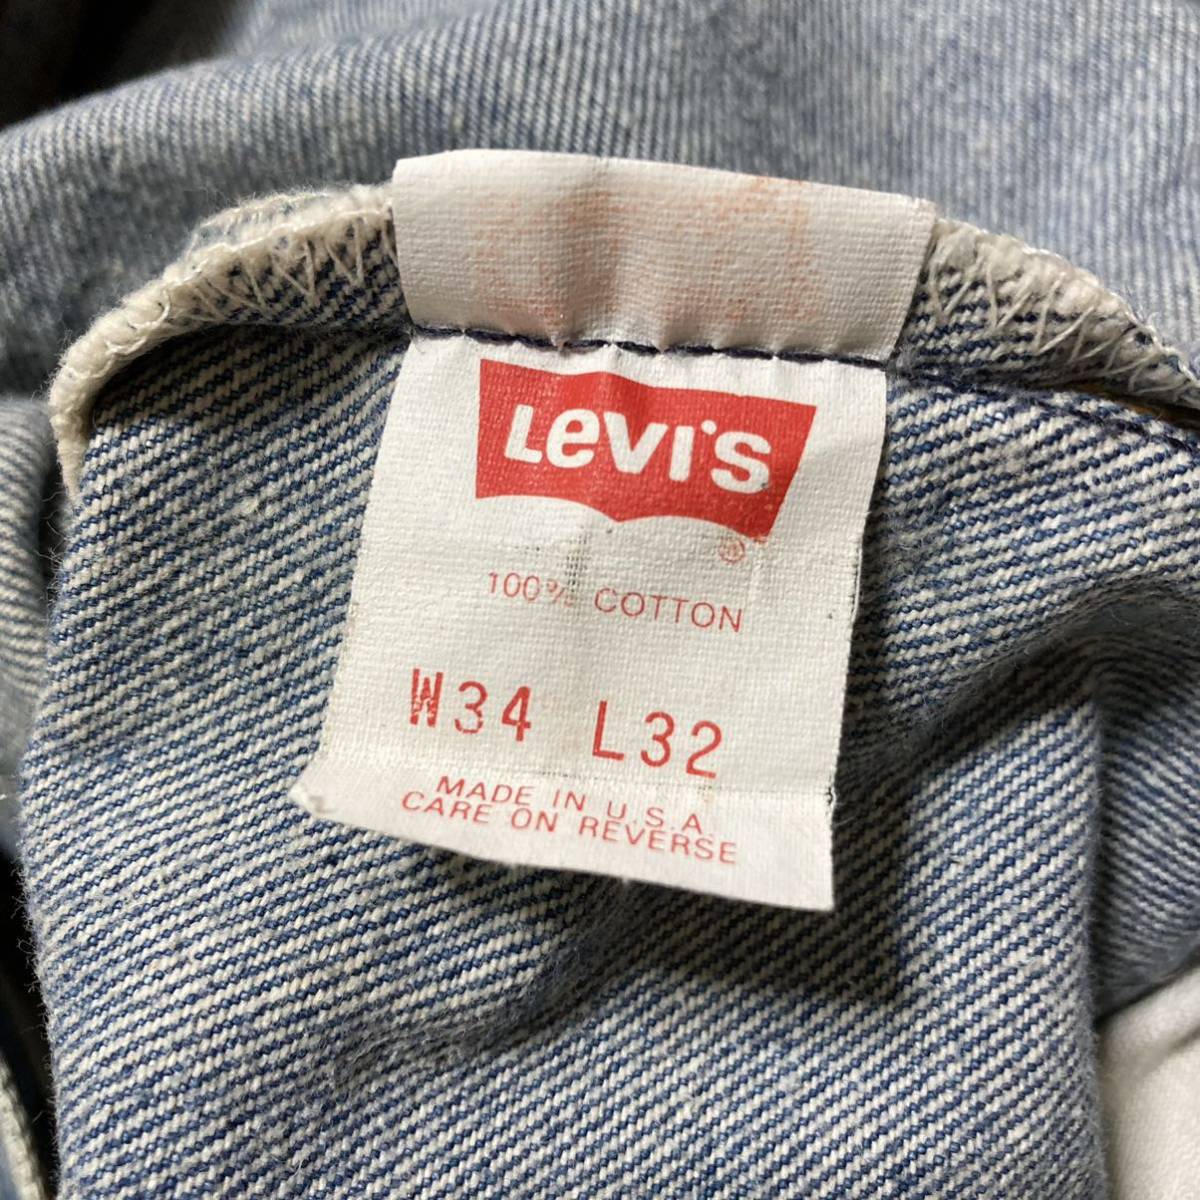 Levi's
®
100% COTTON
W34 L32
MADE IN U.S.A.
CARE ON REVERSE